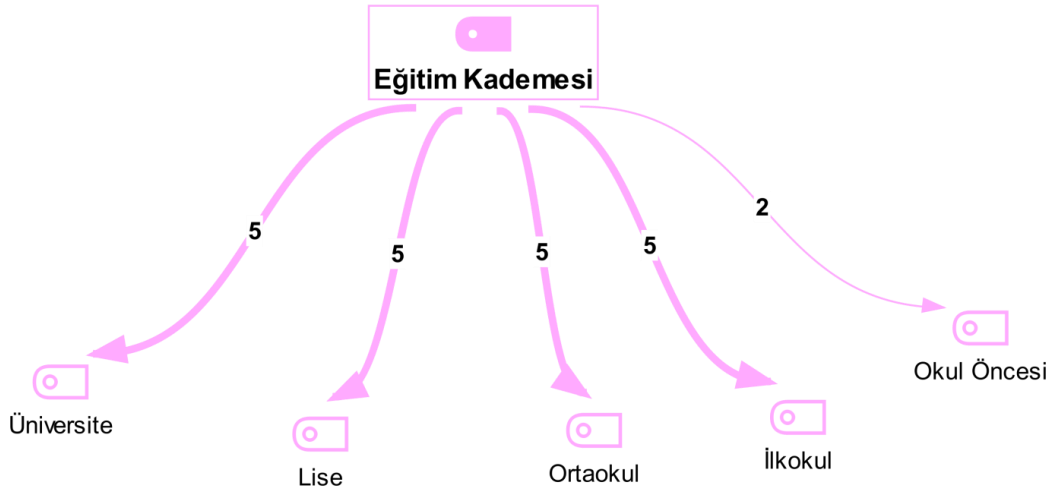 Eğitim Kademesi
2
5
5
5
5
Okul Öncesi
Üniversite
Lise
Ortaokul
İlkokul